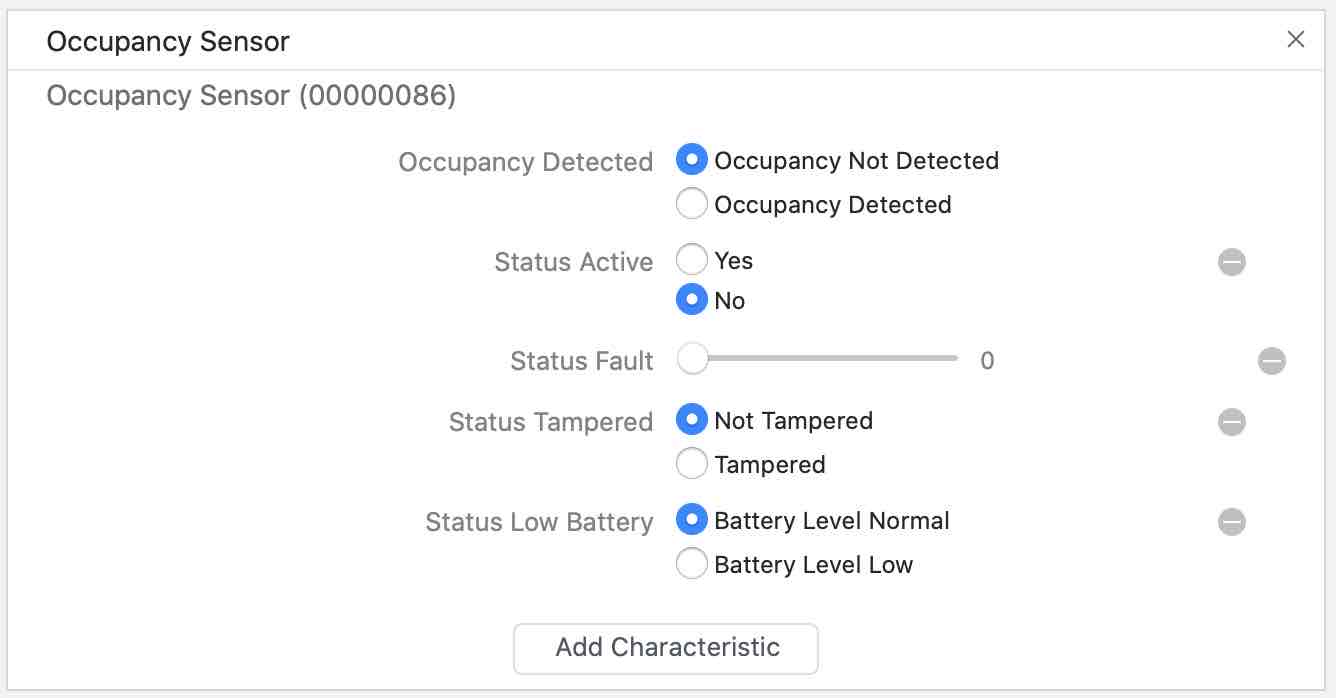 Occupancy Sensor
Occupancy Sensor (00000086)
Occupancy Detected Occupancy Not Detected
Occupancy Detected
Status Active Yes
No
Status Fault 0
Status Tampered Not Tampered
Tampered
Status Low Battery Battery Level Normal
Battery Level Low
Add Characteristic